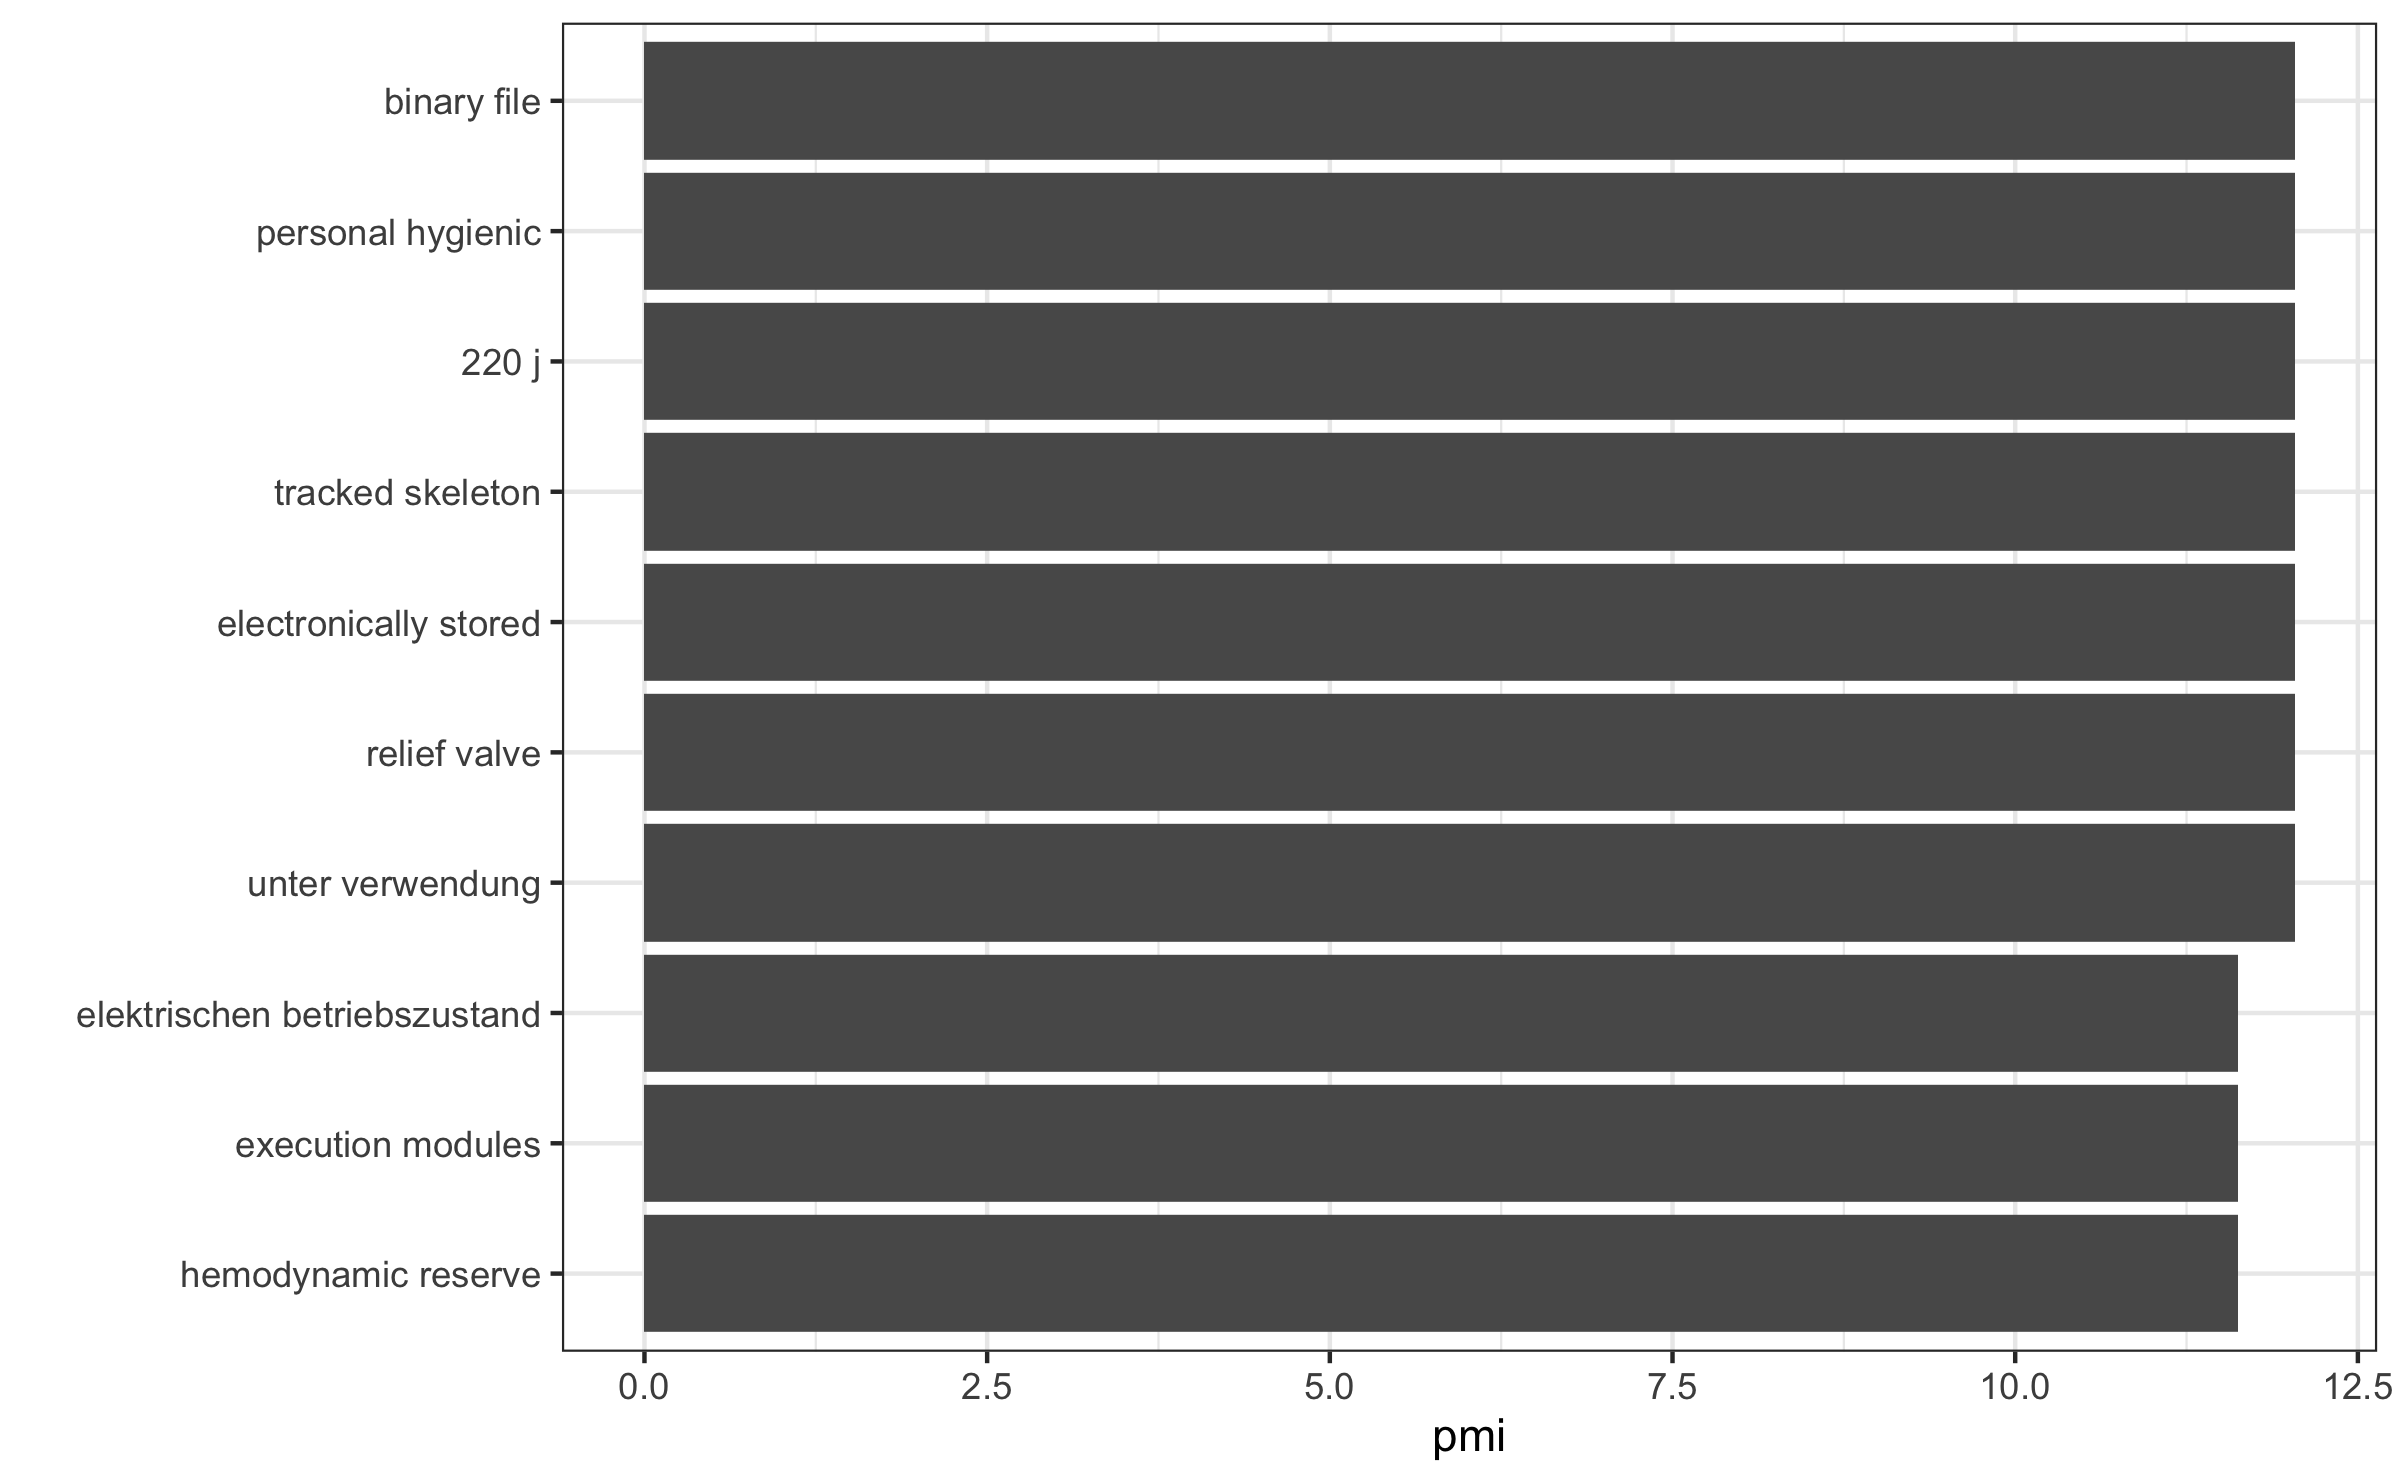 binary file
personal hygienic
220 j
tracked skeleton
electronically stored
relief valve
unter verwendung
elektrischen betriebszustand
execution modules
hemodynamic reserve
0.0 2.5 5.0 7.5 10.0 12.5
pmi